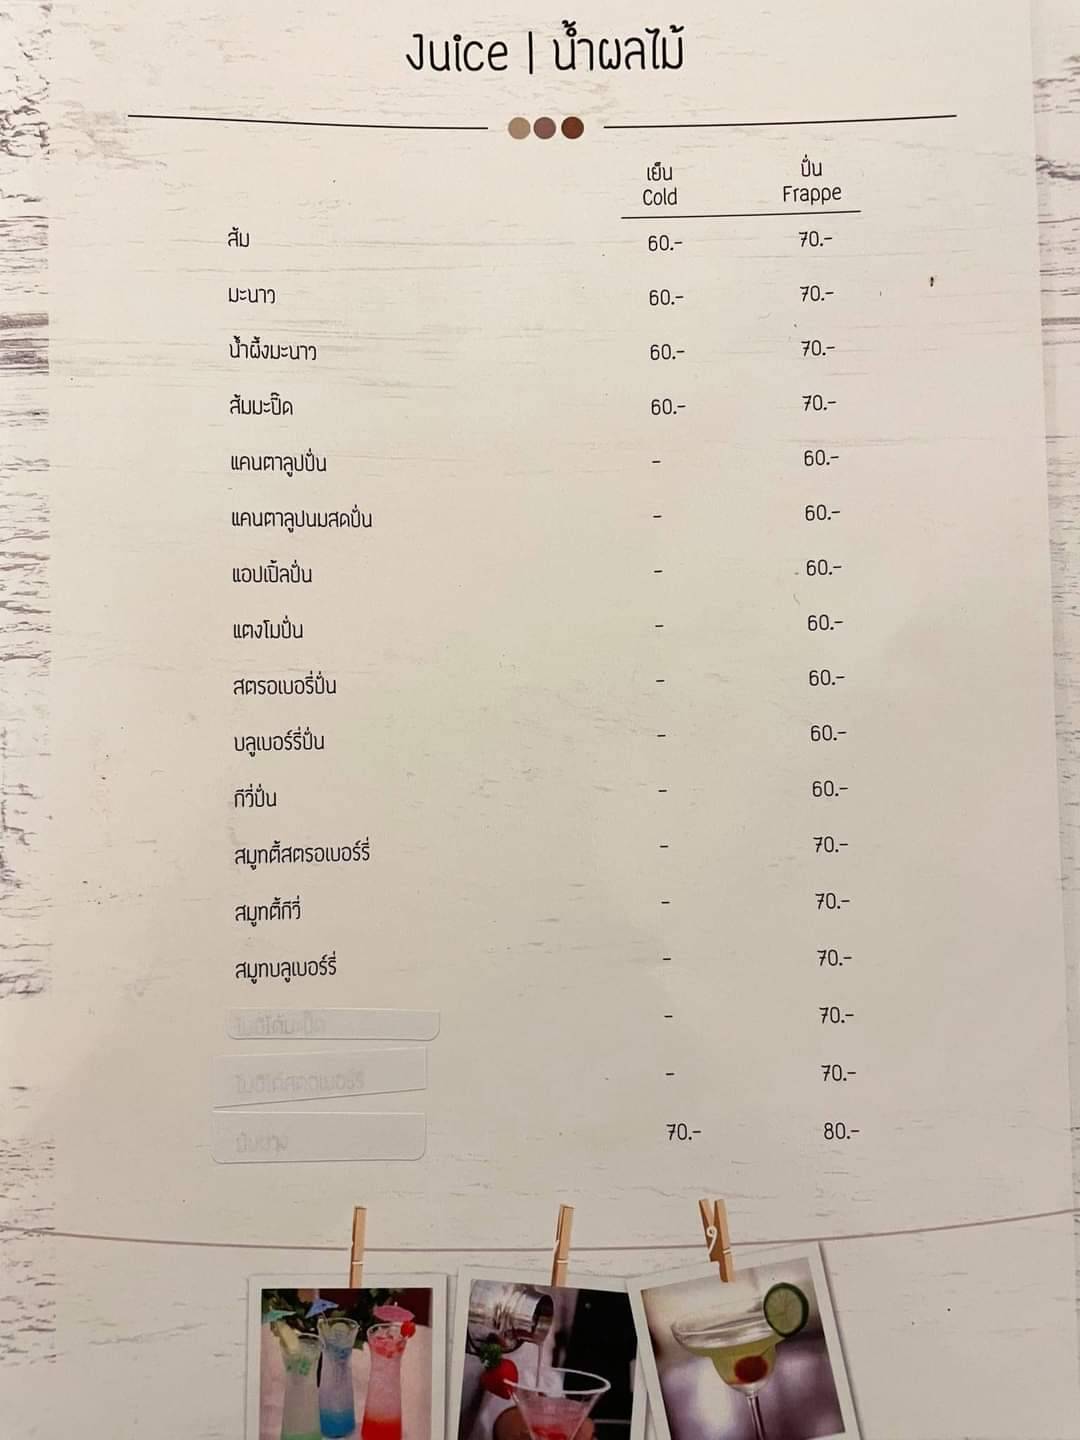 Juice | น้ำผลไม้
เย็น ปั่น
Cold Frappe
ส้ม 60.- 70.-
มะนาว 60.- 70.-
น้ำผึ้งมะนาว 60.- 70.-
ส้มมะปี๊ด 60.- 70.-
แคนตาลูปปั่น - 60.-
แคนตาลูปนมสดปั่น - 60.-
แอปเปิ้ลปั่น - 60.-
แตงโมปั่น - 60.-
สตรอเบอรี่ปั่น - 60.-
บลูเบอร์รี่ปั่น - 60.-
กีวี่ปั่น - 60.-
สมูทตี้สตรอเบอร์รี่ - 70.-
สมูทตี้กีวี่ - 70.-
สมูทบลูเบอร์รี่ - 70.-
- 70.-
- 70.-
70.- 80.-